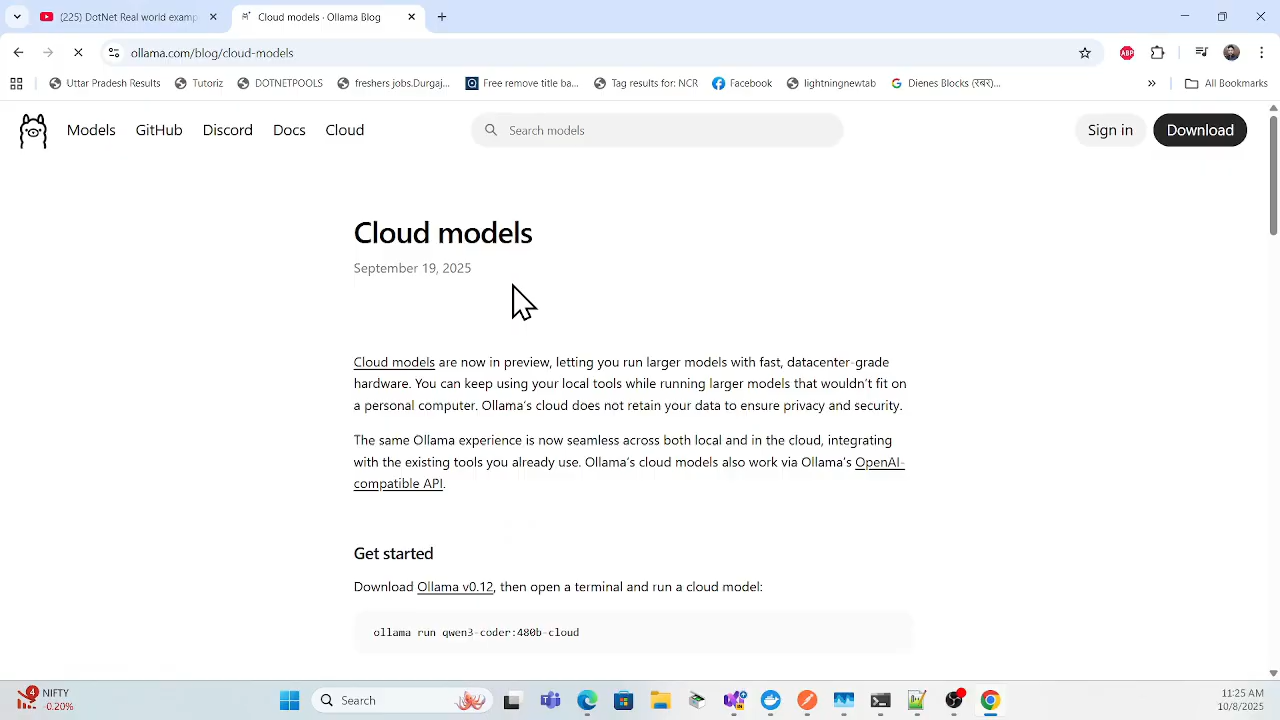 (225) DotNet Real world examp
Cloud models · Ollama Blog
ollama.com/blog/cloud-models
ABP
Uttar Pradesh Results
Tutoriz
DOTNETPOOLS
freshers jobs.Durgaj...
Free remove title ba...
Tag results for: NCR
Facebook
lightningnewtab
Dienes Blocks (रबर)...
All Bookmarks
Models
GitHub
Discord
Docs
Cloud
Search models
Sign in
Download
Cloud models
September 19, 2025
Cloud models are now in preview, letting you run larger models with fast, datacenter-grade
hardware. You can keep using your local tools while running larger models that wouldn't fit on
a personal computer. Ollama's cloud does not retain your data to ensure privacy and security.
The same Ollama experience is now seamless across both local and in the cloud, integrating
with the existing tools you already use. Ollama's cloud models also work via Ollama's OpenAI-
compatible API.
Get started
Download Ollama v0.12, then open a terminal and run a cloud model:
ollama run qwen3-coder:480b-cloud
4
NIFTY
-0.20%
Search
11:25 AM
10/8/2025